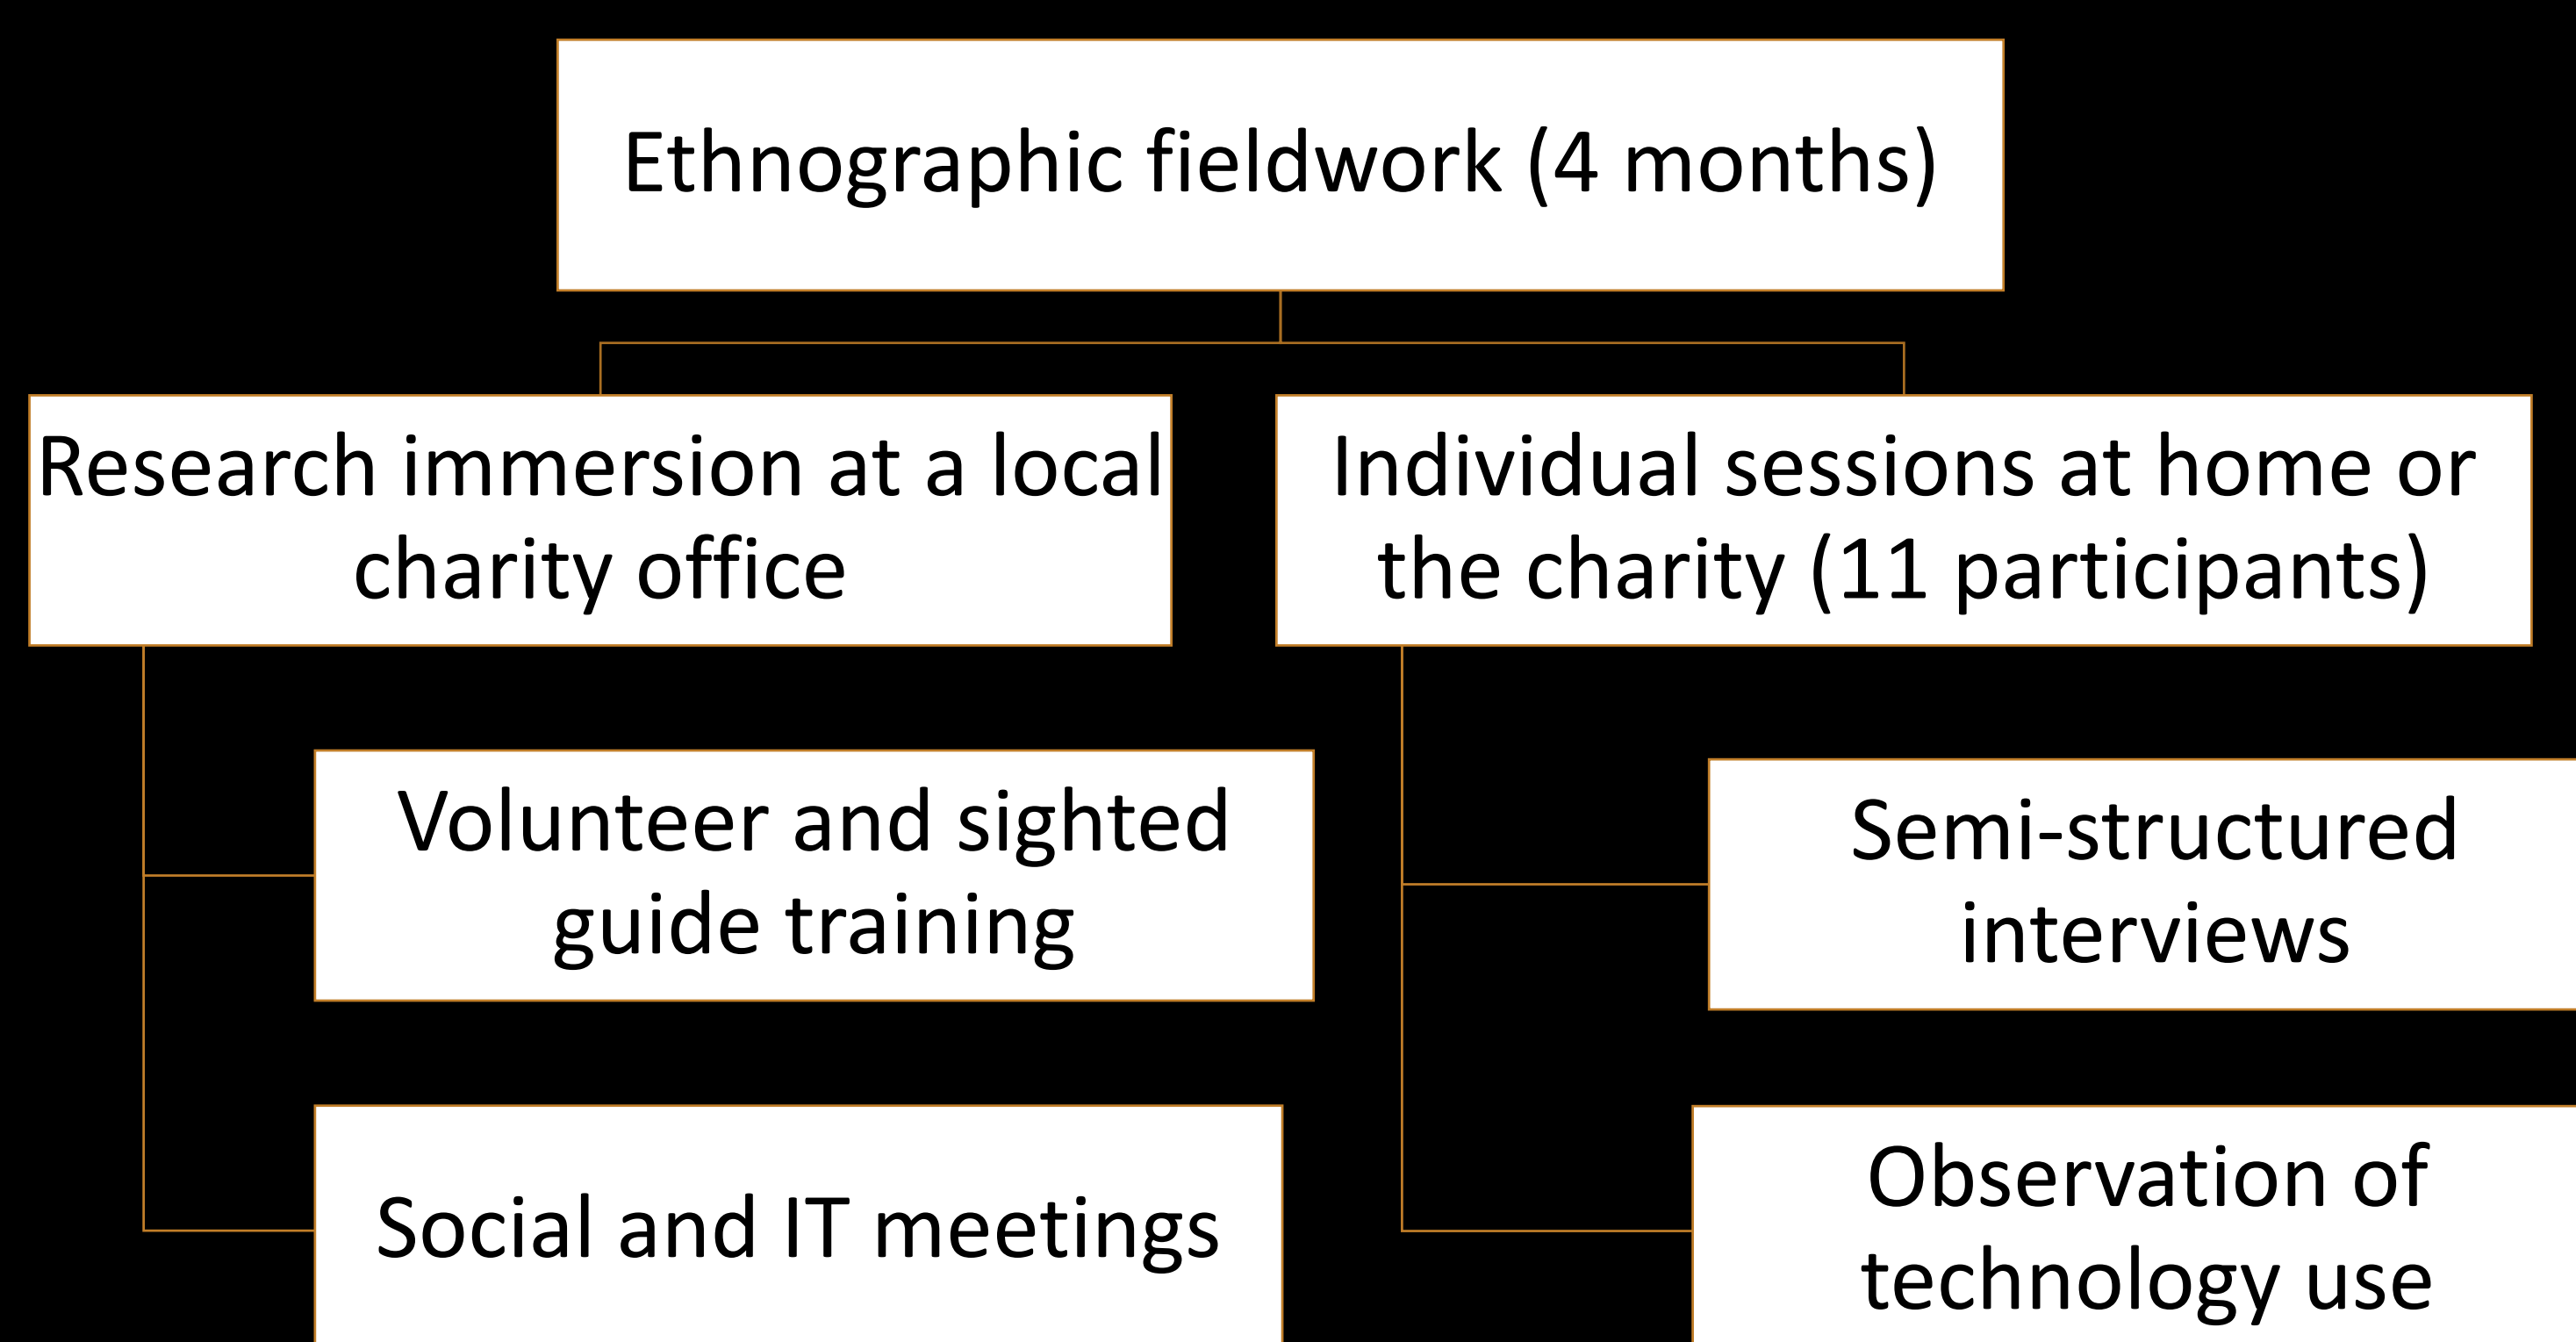 Ethnographic fieldwork (4 months)
Research immersion at a local
charity office
Individual sessions at home or
the charity (11 participants)
Volunteer and sighted
guide training
Semi-structured
interviews
Social and IT meetings
Observation of
technology use